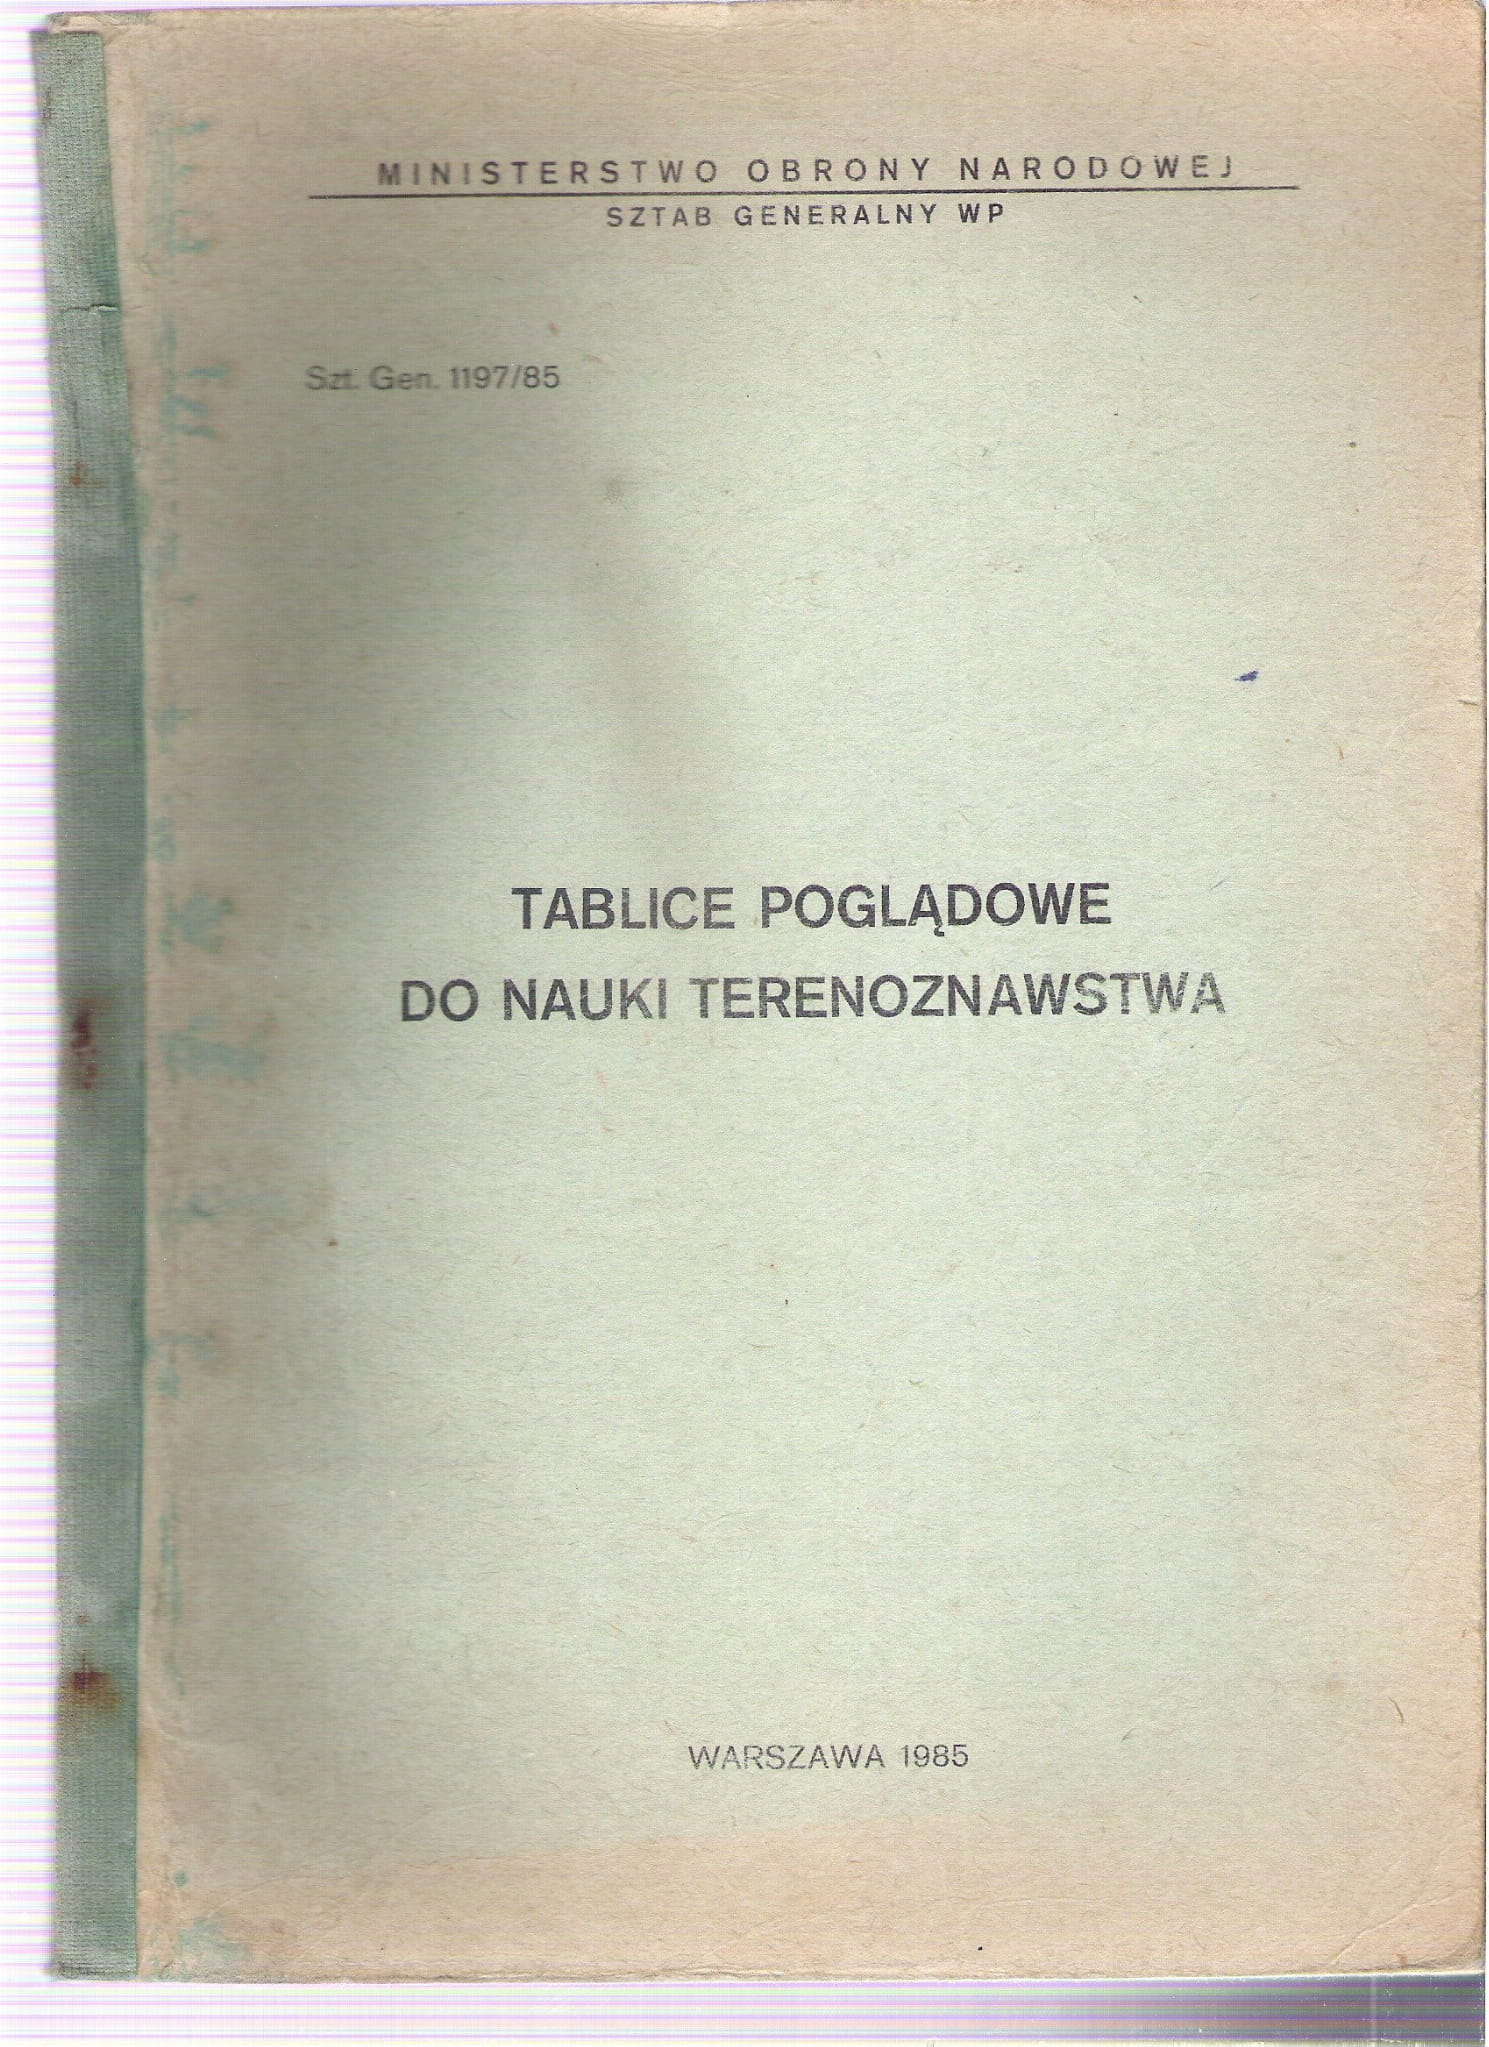 MINISTERSTWO OBRONY NARODOWEJ
SZTAB GENERALNY WP
Szt. Gen. 1197/85
TABLICE POGLĄDOWE
DO NAUKI TERENOZNAWSTWA
WARSZAWA 1985